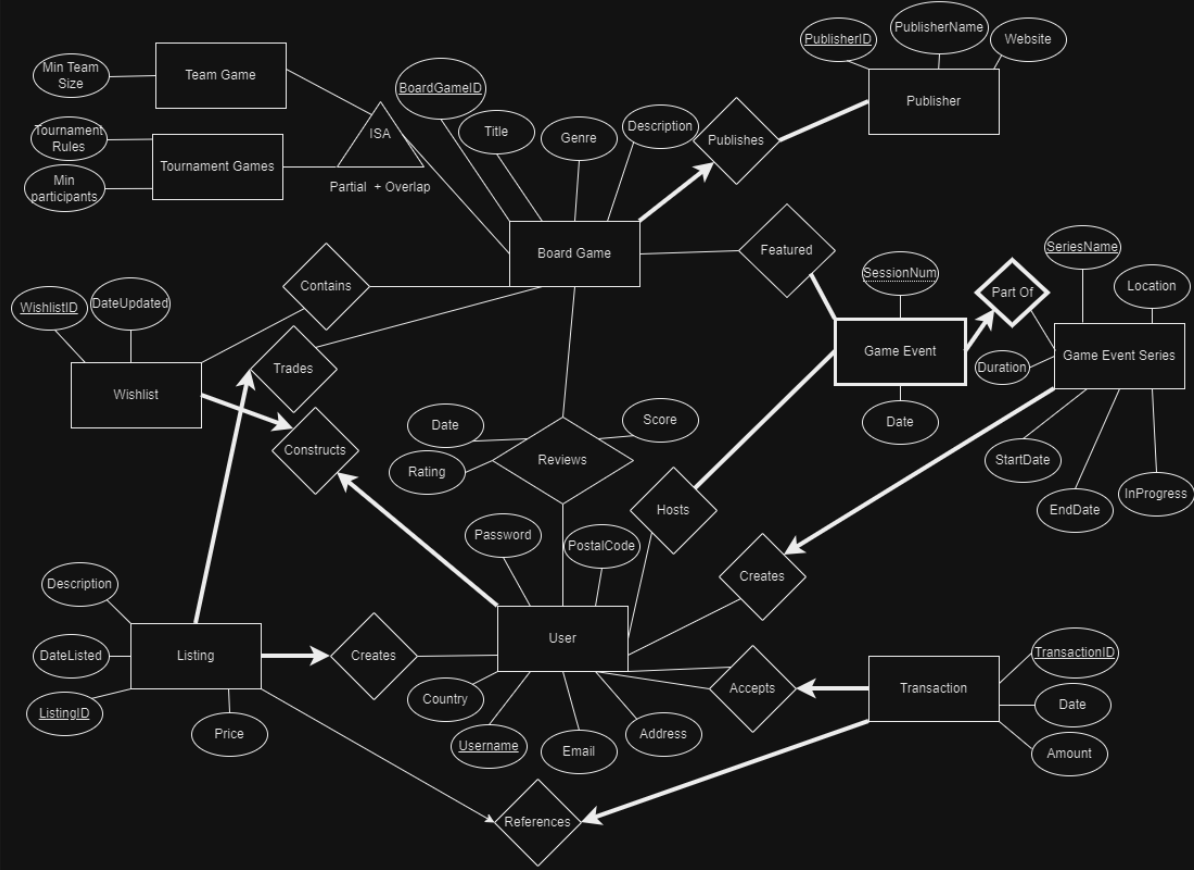 PublisherID
PublisherName
Website
Publisher
Publishes
Min Team
Size
Team Game
Tournament
Rules
Tournament Games
Min
participants
ISA
Partial + Overlap
BoardGameID
Title
Genre
Description
Board Game
Featured
SessionNum
Game Event
Date
Part Of
SeriesName
Location
Game Event Series
Duration
StartDate
EndDate
InProgress
Contains
WishlistID
DateUpdated
Wishlist
Trades
Constructs
Date
Rating
Reviews
Score
Hosts
Creates
Password
PostalCode
User
Description
DateListed
ListingID
Listing
Price
Creates
Country
Username
Email
Address
Accepts
Transaction
TransactionID
Date
Amount
References